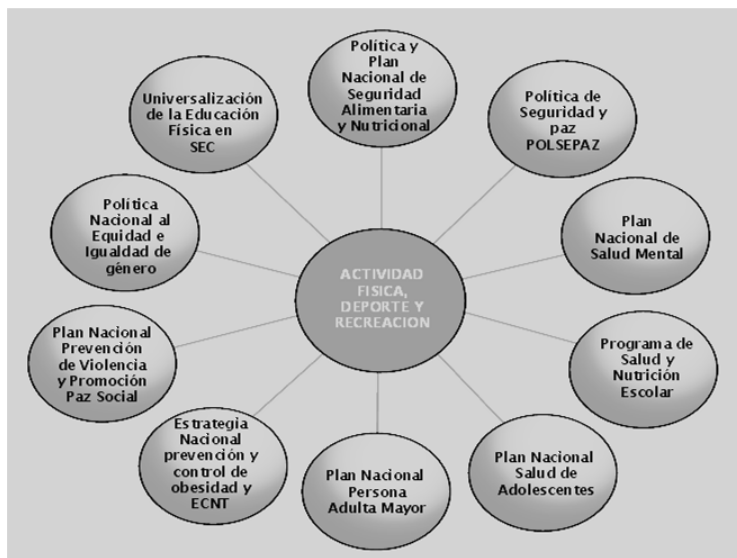 Política y
Plan
Nacional de
Seguridad
Alimentaria
y Nutricional
Política de
Seguridad y
paz
POLSEPAZ
Plan
Nacional de
Salud Mental
Programa de
Salud y
Nutrición
Escolar
Plan Nacional
Salud de
Adolescentes
Plan Nacional
Persona
Adulta Mayor
Estrategia
Nacional
prevención y
control de
obesidad y
ECNT
Plan Nacional
Prevención
de Violencia
y Promoción
Paz Social
Política
Nacional al
Equidad e
Igualdad de
género
Universalización
de la Educación
Física en
SEC
ACTIVIDAD
FISICA,
DEPORTE Y
RECREACION